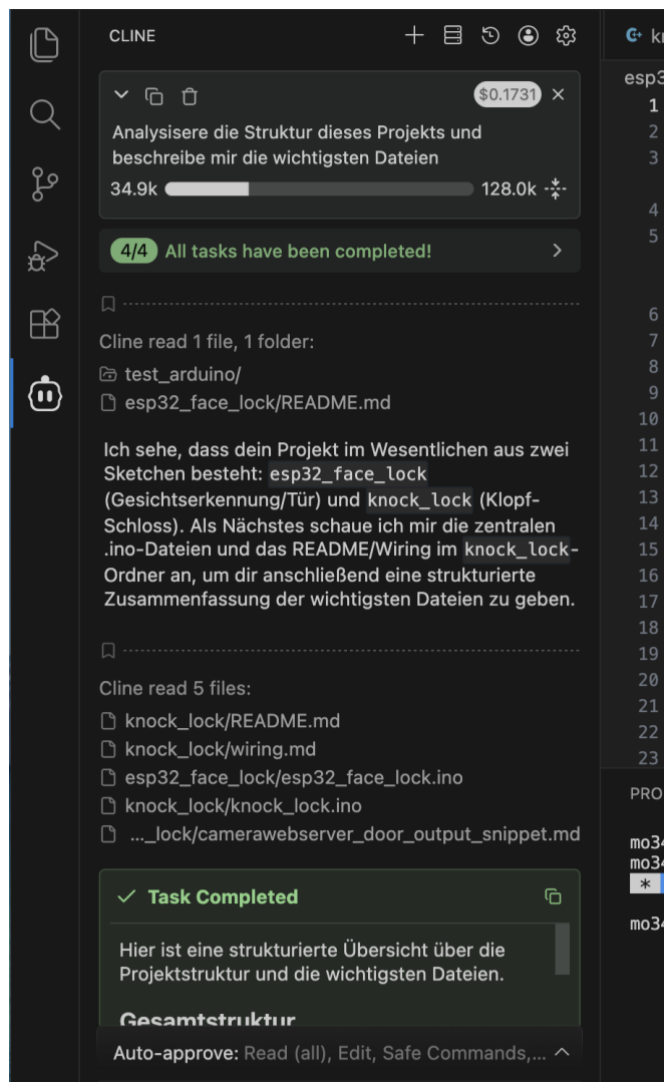 CLINE
$0.1731
Analysisere die Struktur dieses Projekts und
beschreibe mir die wichtigsten Dateien
34.9k 128.0k
4/4 All tasks have been completed!
Cline read 1 file, 1 folder:
test_arduino/
esp32_face_lock/README.md
Ich sehe, dass dein Projekt im Wesentlichen aus zwei
Sketchen besteht: esp32_face_lock
(Gesichtserkennung/Tür) und knock_lock (Klopf-
Schloss). Als Nächstes schaue ich mir die zentralen
.ino-Dateien und das README/Wiring im knock_lock-
Ordner an, um dir anschließend eine strukturierte
Zusammenfassung der wichtigsten Dateien zu geben.
Cline read 5 files:
knock_lock/README.md
knock_lock/wiring.md
esp32_face_lock/esp32_face_lock.ino
knock_lock/knock_lock.ino
..._lock/camerawebserver_door_output_snippet.md
Task Completed
Hier ist eine strukturierte Übersicht über die
Projektstruktur und die wichtigsten Dateien.
Gesamtstruktur
Auto-approve: Read (all), Edit, Safe Commands,...
kn
esp3
1
2
3
4
5
6
7
8
9
10
11
12
13
14
15
16
17
18
19
20
21
22
23
PRO
mo34
mo34
*
mo34